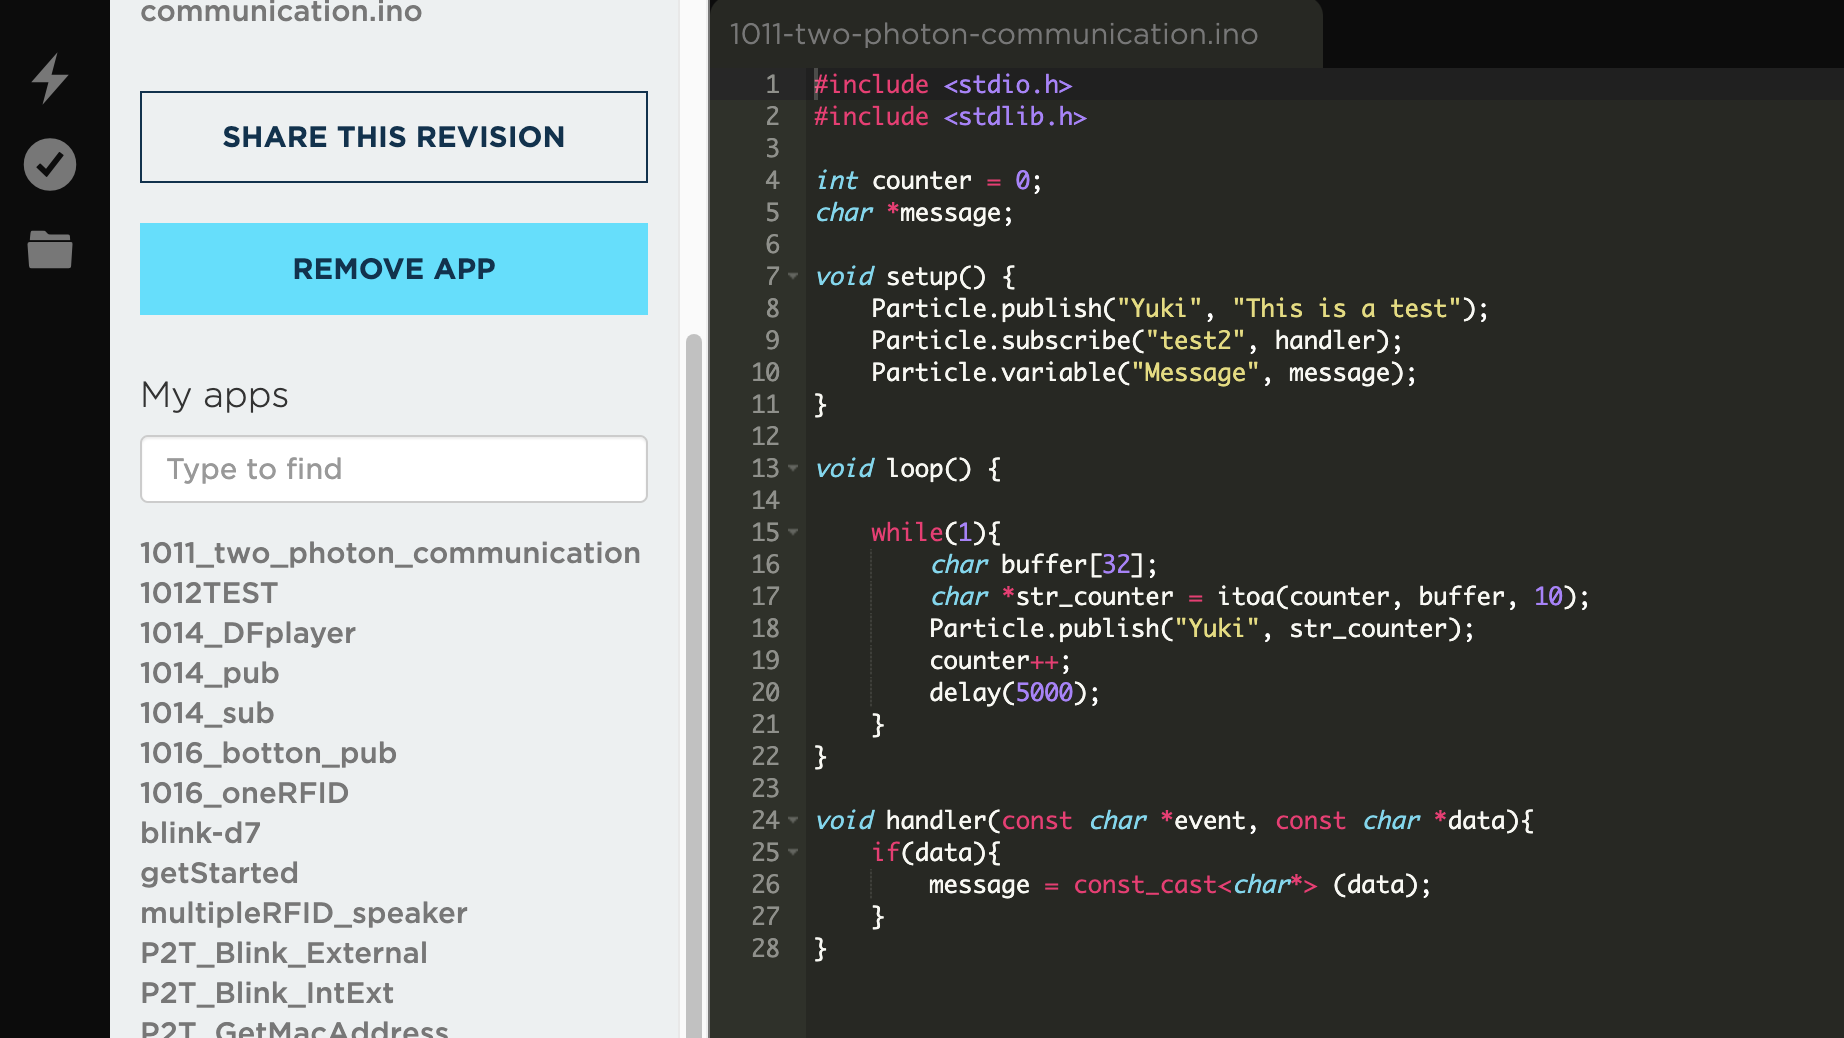 communication.ino
SHARE THIS REVISION
REMOVE APP
My apps
Type to find
1011_two_photon_communication
1012TEST
1014_DFplayer
1014_pub
1014_sub
1016_botton_pub
1016_oneRFID
blink-d7
getStarted
multipleRFID_speaker
P2T_Blink_External
P2T_Blink_IntExt
P2T_GetMacAddress
1011-two-photon-communication.ino
1 #include <stdio.h>
2 #include <stdlib.h>
3
4 int counter = 0;
5 char *message;
6
7 void setup() {
8     Particle.publish("Yuki", "This is a test");
9     Particle.subscribe("test2", handler);
10     Particle.variable("Message", message);
11 }
12
13 void loop() {
14
15     while(1){
16         char buffer[32];
17         char *str_counter = itoa(counter, buffer, 10);
18         Particle.publish("Yuki", str_counter);
19         counter++;
20         delay(5000);
21     }
22 }
23
24 void handler(const char *event, const char *data){
25     if(data){
26         message = const_cast<char*> (data);
27     }
28 }